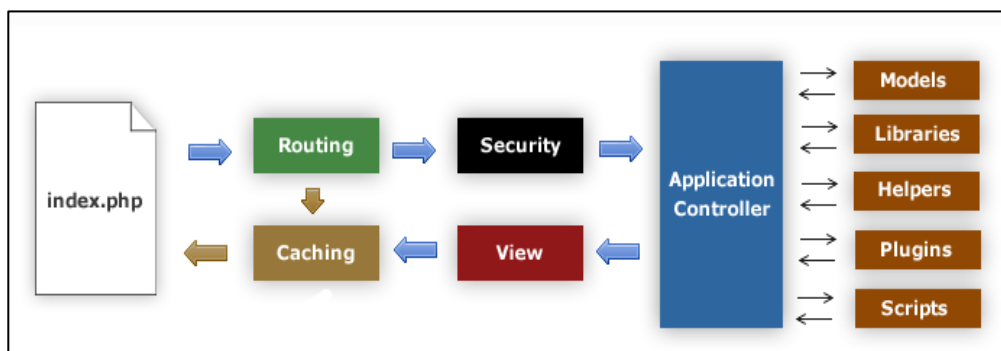 index.php
Routing
Security
Caching
View
Application
Controller
Models
Libraries
Helpers
Plugins
Scripts